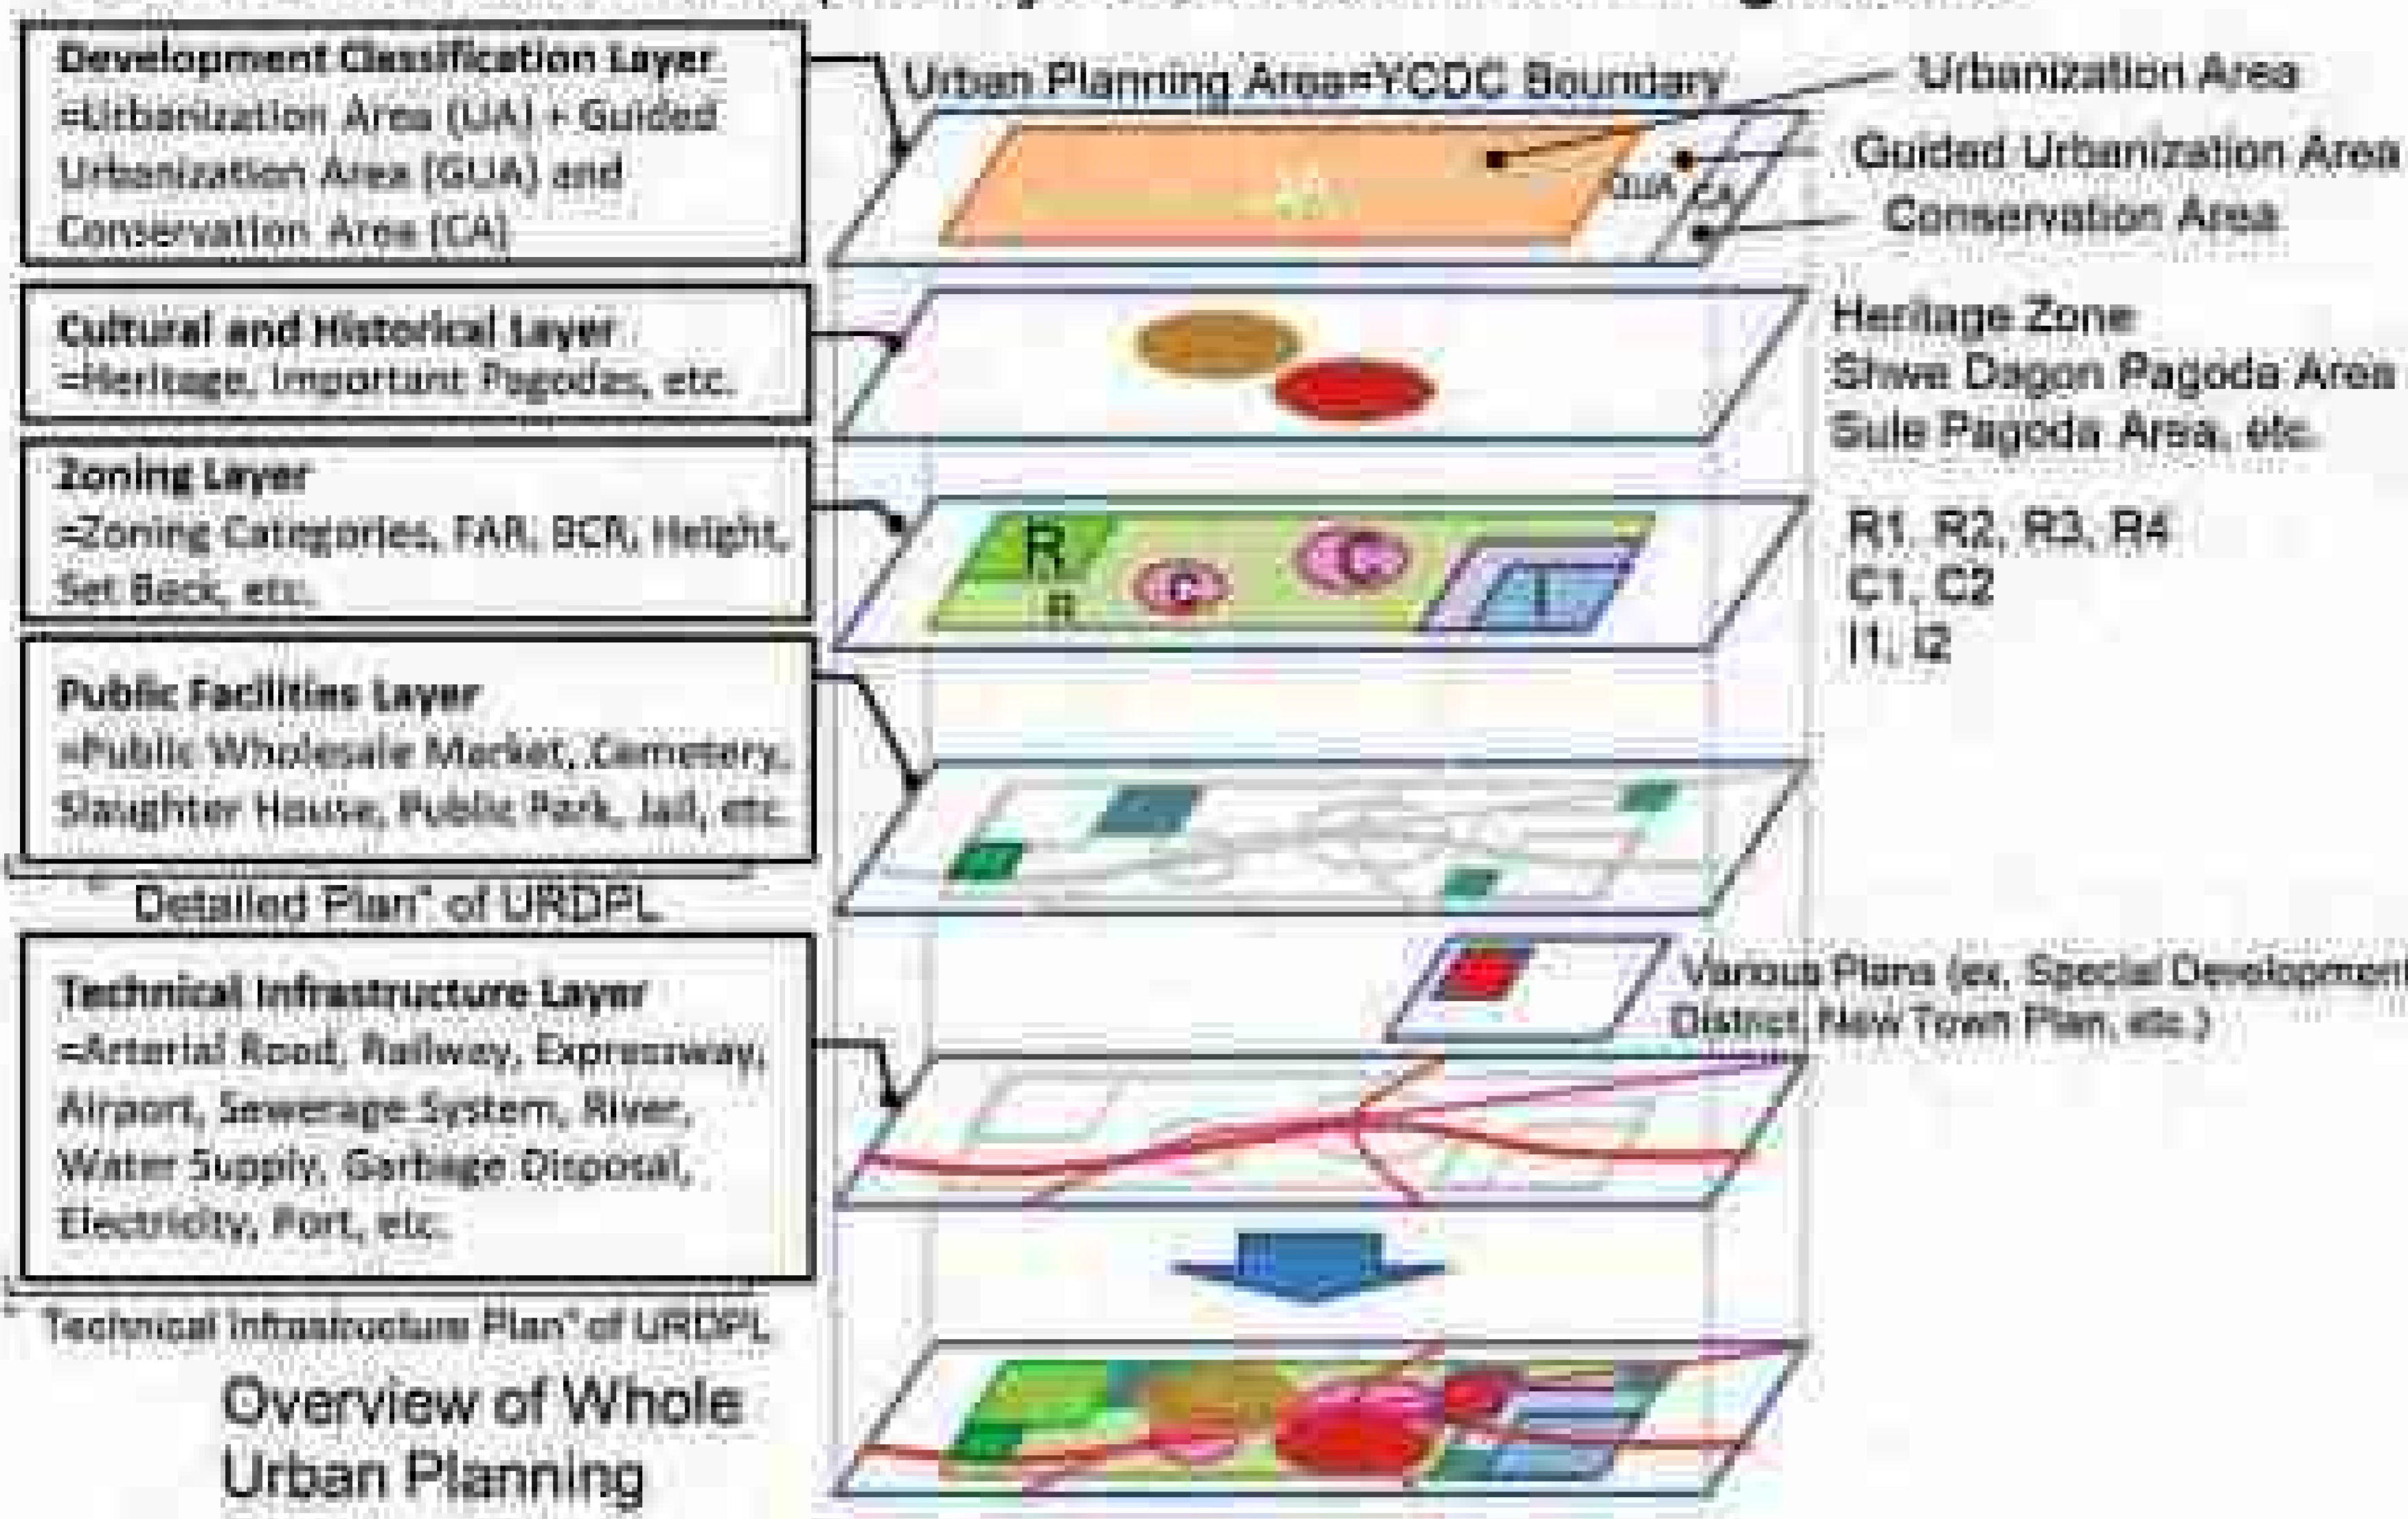 Development Classification Layer
=Urbanization Area (UA) + Guided
Urbanization Area (GUA) and
Conservation Area (CA)
Urban Planning Area=YCDC Boundary
Urbanization Area
Guided Urbanization Area
Conservation Area
GUA
CA
Cultural and Historical Layer
=Heritage, Important Pagodas, etc.
Heritage Zone
Shwe Dagon Pagoda Area
Sule Pagoda Area, etc.
Zoning Layer
=Zoning Categories, FAR, BCR, Height,
Set Back, etc.
R
R
C
C
I
R1, R2, R3, R4
C1, C2
I1, I2
Public Facilities Layer
=Public Wholesale Market, Cemetery,
Slaughter House, Public Park, Jail, etc.
Detailed Plan" of URDPL
Various Plans (ex. Special Development
District, New Town Plan, etc.)
Technical Infrastructure Layer
=Arterial Road, Railway, Expressway,
Airport, Sewerage System, River,
Water Supply, Garbage Disposal,
Electricity, Port, etc.
"Technical Infrastructure Plan" of URDPL
Overview of Whole
Urban Planning